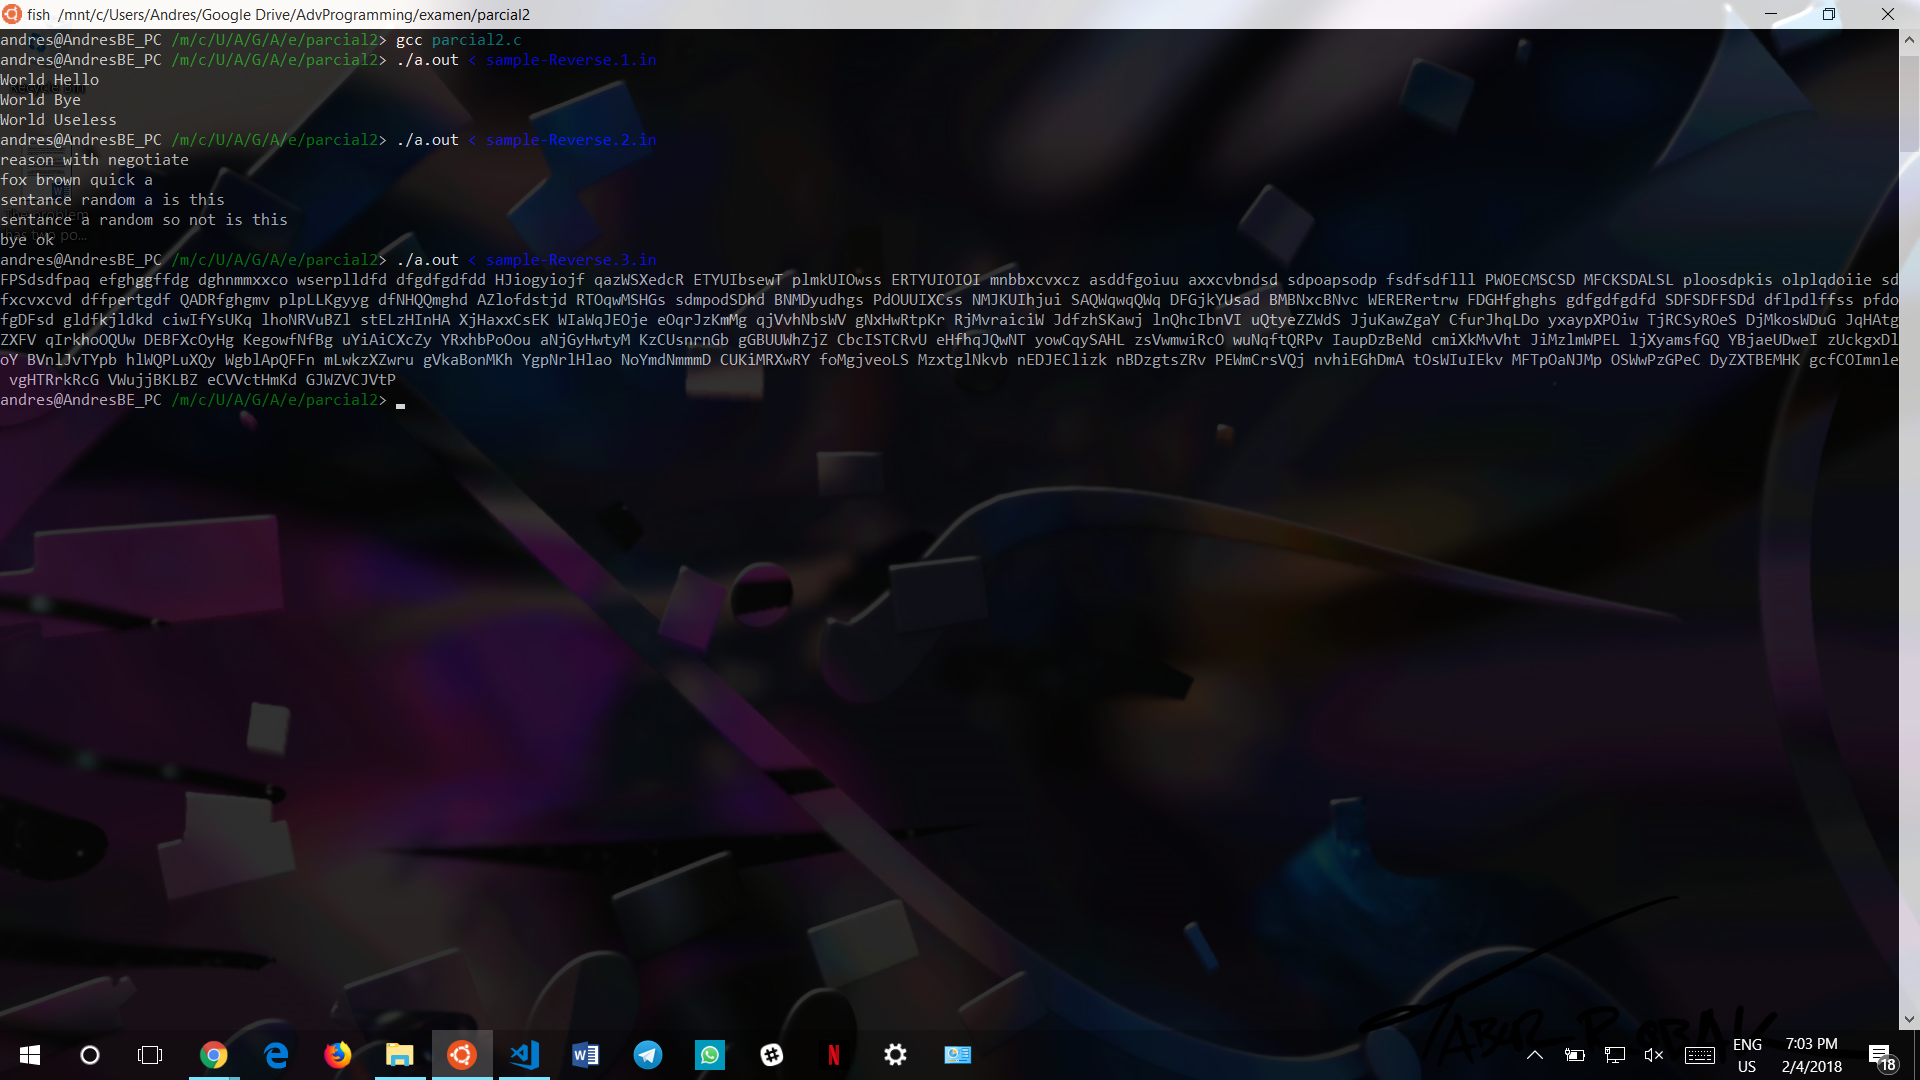 fish  /mnt/c/Users/Andres/Google Drive/AdvProgramming/examen/parcial2
andres@AndresBE_PC /m/c/U/A/G/A/e/parcial2> gcc parcial2.c
andres@AndresBE_PC /m/c/U/A/G/A/e/parcial2> ./a.out < sample-Reverse.1.in
World Hello
World Bye
World Useless
andres@AndresBE_PC /m/c/U/A/G/A/e/parcial2> ./a.out < sample-Reverse.2.in
reason with negotiate
fox brown quick a
sentance random a is this
sentance a random so not is this
bye ok
andres@AndresBE_PC /m/c/U/A/G/A/e/parcial2> ./a.out < sample-Reverse.3.in
FPSdsdfpaq efghggffdg dghnmmxxco wserplldfd dfgdfgdfdd HJiogyiojf qazWSXedcR ETYUIbsewT plmkUIOwss ERTYUIOIOI mnbbxcvxcz asddfgoiuu axxcvbndsd sdpoapsodp fsdfsdflll PWOECMSCSD MFCKSDALSL ploosdpkis olplqdoiie sd
fxcvxcvd dffpertgdf QADRfghgmv plpLLKgyyg dfNHQQmghd AZlofdstjd RTOqwMSHGs sdmpodSDhd BNMDyudhgs PdOUUIXCss NMJKUIhjui SAQWqwqQWq DFGjkYUsad BMBNxcBNvc WERERertrw FDGHfghghs gdfgdfgdfd SDFSDFFSDd dflpdlffss pfdo
fgDFsd gldfkjldkd ciwIfYsUKq lhoNRVuBZl stELzHInHA XjHaxxCsEK WIaWqJEOje eOqrJzKmMg qjVvhNbsWV gNxHwRtpKr RjMvraiciW JdfzhSKawj lnQhcIbnVI uQtyeZZWdS JjuKawZgaY CfurJhqLDo yxaypXPOiw TjRCSyROeS DjMkosWDuG JqHAtg
ZXFV qIrkhoOQUw DEBFXcOyHg KegowfNfBg uYiAiCXcZy YRxhbPoOou aNjGyHwtyM KzCUsnrnGb gGBUUWhZjZ CbcISTCRvU eHfhqJQwNT yowCqySAHL zsVwmwiRcO wuNqftQRPv IaupDzBeNd cmiXkMvVht JiMzlmWPEL ljXyamsfGQ YBjaeUDweI zUckgxDl
oY BVnlJvTYpb hlWQPLuXQy WgblApQFFn mLwkzXZwru gVkaBonMKh YgpNrlHlao NoYmdNmmmD CUKiMRXwRY foMgjveoLS MzxtglNkvb nEDJEClizk nBDzgtsZRv PEWmCrsVQj nvhiEGhDmA tOsWIuIEkv MFTpOaNJMp OSWwPzGPeC DyZXTBEMHK gcfCOImnle
vgHTRrkRcG VWujjBKLBZ eCVVctHmKd GJWZVCJVtP
andres@AndresBE_PC /m/c/U/A/G/A/e/parcial2>
ENG
US
7:03 PM
2/4/2018
18